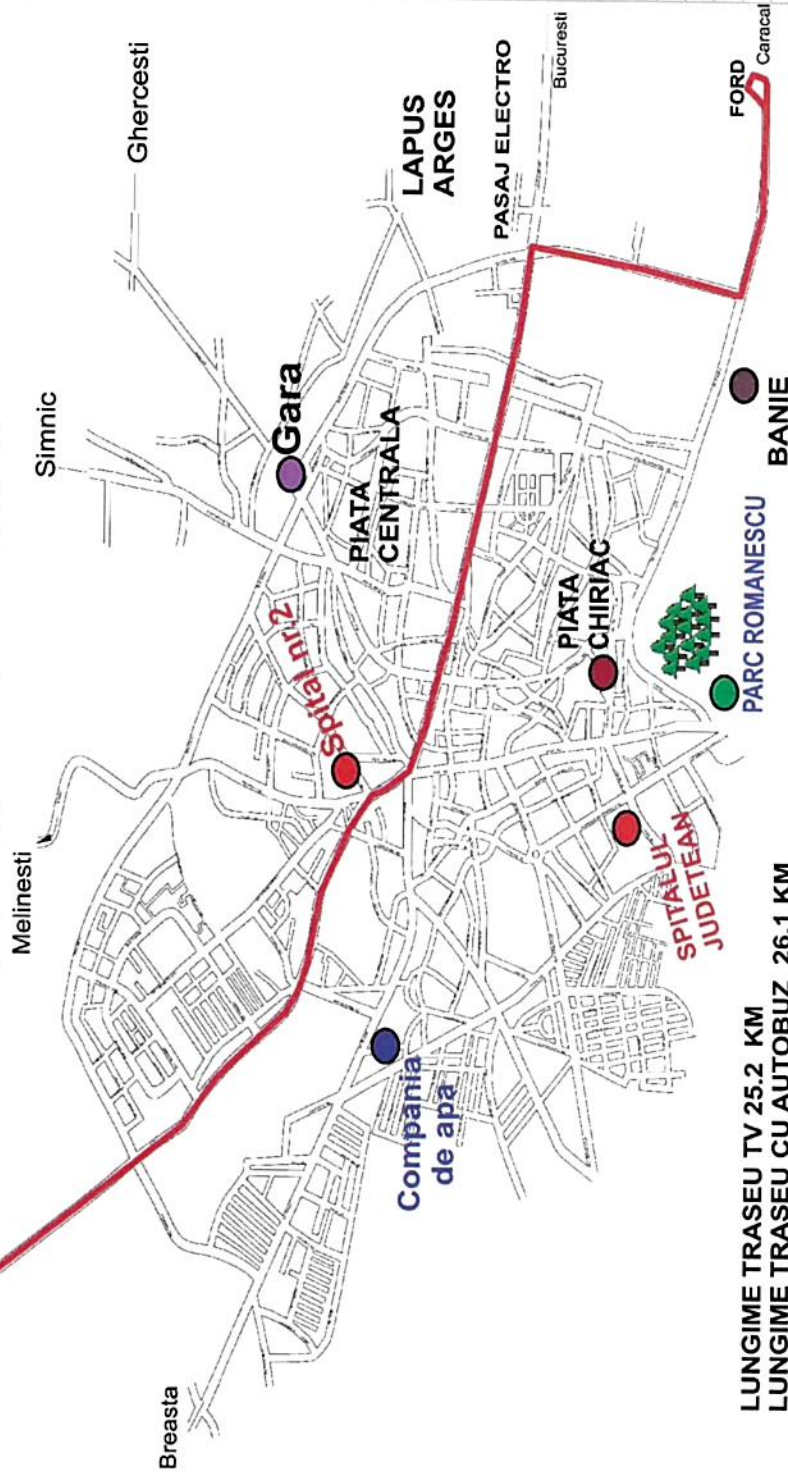 Ghercesti
Simnic
Melinesti
Breasta
Gara
LAPUS
ARGES
PIATA
CENTRALA
PASAJ ELECTRO
Bucuresti
Spital nr2
Compania
de apa
PIATA
CHIRIAC
SPITALUL
JUDETEAN
PARC ROMANESCU
BANIE
FORD
Caracal
LUNGIME TRASEU TV 25.2 KM
LUNGIME TRASEU CU AUTOBUZ 26.1 KM